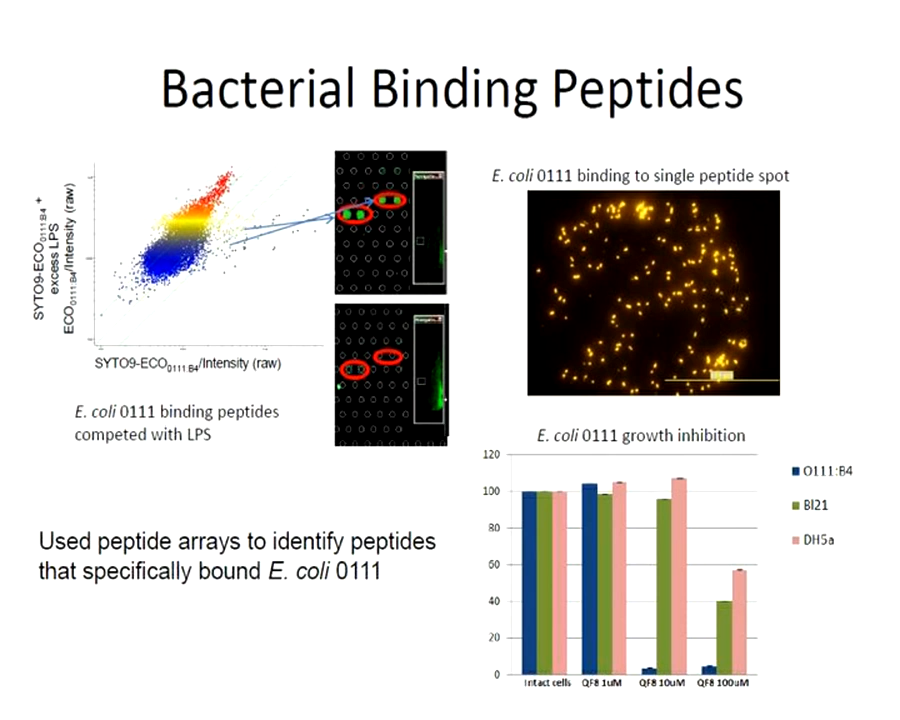 Bacterial Binding Peptides
SYTO9-ECO0111:B4 +
excess LPS
ECO0111:B4/Intensity (raw)
SYTO9-ECO0111:B4/Intensity (raw)
E. coli 0111 binding peptides
competed with LPS
E. coli 0111 binding to single peptide spot
Used peptide arrays to identify peptides
that specifically bound E. coli 0111
E. coli 0111 growth inhibition
120
100
80
60
40
20
0
Intact cells QF8 1uM QF8 10uM QF8 100uM
O111:B4
Bl21
DH5a